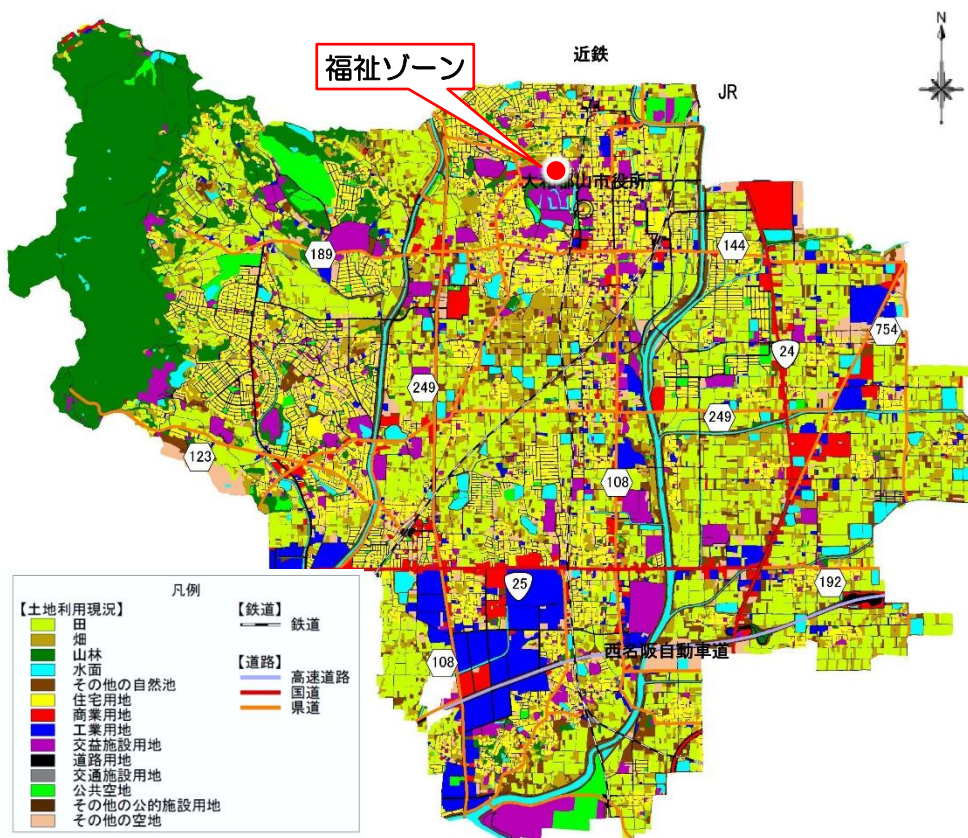 近鉄
N
福祉ゾーン
JR
大和郡山市役所
189
144
754
24
249
249
123
108
25
192
西名阪自動車道
108
凡例
【土地利用現況】
田
畑
山林
水面
その他の自然池
住宅用地
商業用地
工業用地
交益施設用地
道路用地
交通施設用地
公共空地
その他の公的施設用地
その他の空地
【鉄道】
鉄道
【道路】
高速道路
国道
県道